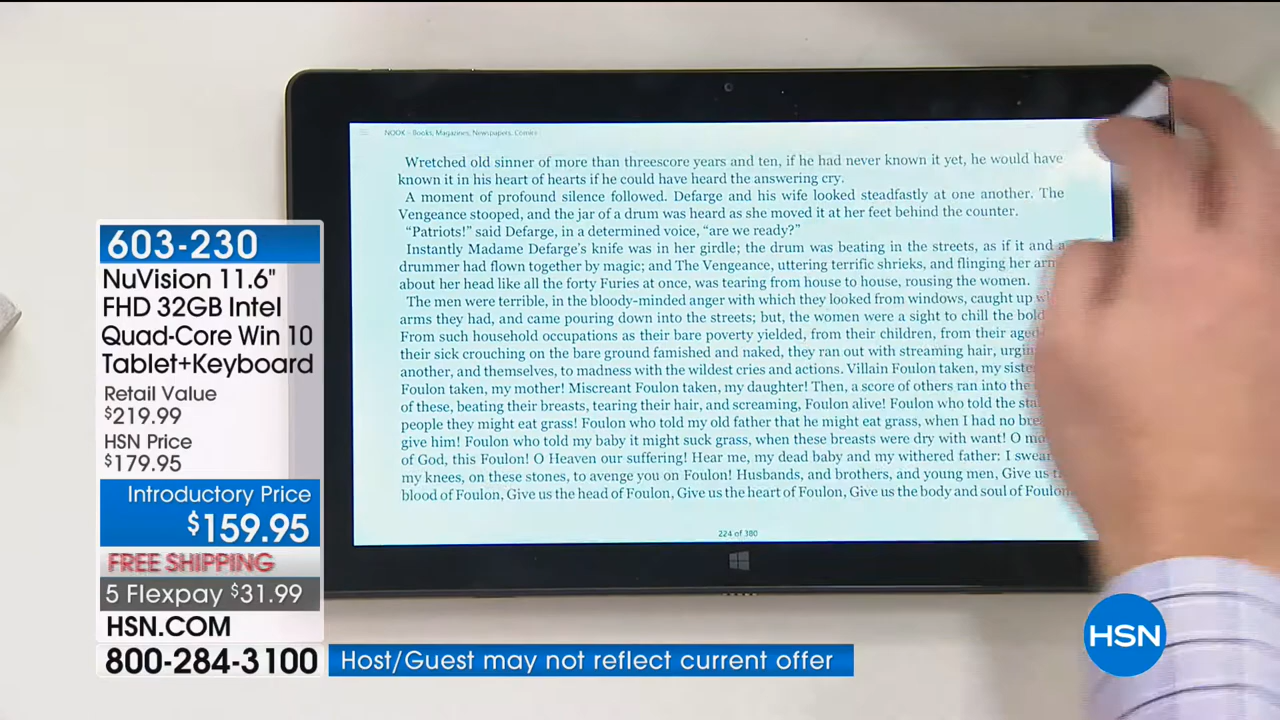 NOOK – Books, Magazines, Newspapers, Comics
Wretched old sinner of more than threescore years and ten, if he had never known it yet, he would have
known it in his heart of hearts if he could have heard the answering cry.
A moment of profound silence followed. Defarge and his wife looked steadfastly at one another. The
Vengeance stooped, and the jar of a drum was heard as she moved it at her feet behind the counter.
“Patriots!” said Defarge, in a determined voice, “are we ready?”
Instantly Madame Defarge's knife was in her girdle; the drum was beating in the streets, as if it and a
drummer had flown together by magic; and The Vengeance, uttering terrific shrieks, and flinging her arm
about her head like all the forty Furies at once, was tearing from house to house, rousing the women.
The men were terrible, in the bloody-minded anger with which they looked from windows, caught up
arms they had, and came pouring down into the streets; but, the women were a sight to chill the bold
From such household occupations as their bare poverty yielded, from their children, from their aged
their sick crouching on the bare ground famished and naked, they ran out with streaming hair, urgin
another, and themselves, to madness with the wildest cries and actions. Villain Foulon taken, my siste
Foulon taken, my mother! Miscreant Foulon taken, my daughter! Then, a score of others ran into the
of these, beating their breasts, tearing their hair, and screaming, Foulon alive! Foulon who told the sta
people they might eat grass! Foulon who told my old father that he might eat grass, when I had no bre
give him! Foulon who told my baby it might suck grass, when these breasts were dry with want! O mo
of God, this Foulon! O Heaven our suffering! Hear me, my dead baby and my withered father: I swear
my knees, on these stones, to avenge you on Foulon! Husbands, and brothers, and young men, Give us t
blood of Foulon, Give us the head of Foulon, Give us the heart of Foulon, Give us the body and soul of Foulon
224 of 380
603-230
NuVision 11.6"
FHD 32GB Intel
Quad-Core Win 10
Tablet+Keyboard
Retail Value
$219.99
HSN Price
$179.95
Introductory Price
$159.95
FREE SHIPPING
5 Flexpay $31.99
HSN.COM
800-284-3100
Host/Guest may not reflect current offer
HSN